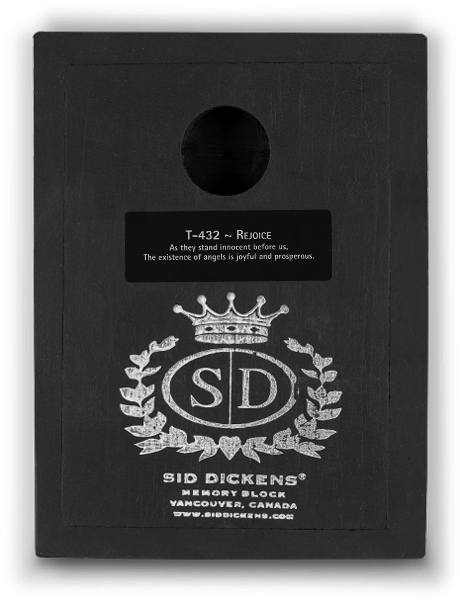 T-432 ~ Rejoice
As they stand innocent before us,
The existence of angels is joyful and prosperous.
SD
SID DICKENS®
MEMORY BLOCK
VANCOUVER, CANADA
WWW.SIDDICKENS.COM